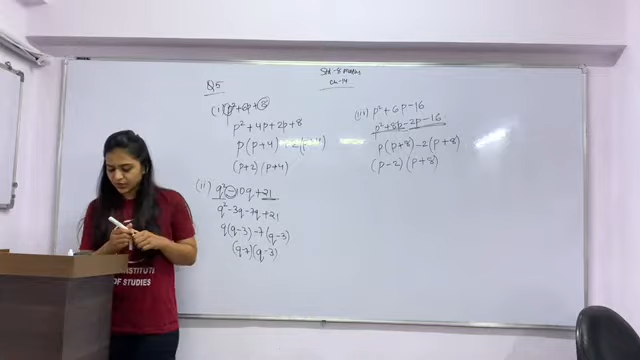 Std-8 Maths
Ch-14
Q5
(i) p²+6p+8
p²+4p+2p+8
p(p+4)+2(p+4)
(p+2)(p+4)
(ii) q²-10q+21
q²-3q-7q+21
q(q-3)-7(q-3)
(q-7)(q-3)
(iii) p²+6p-16
p²+8p-2p-16
p(p+8)-2(p+8)
(p-2)(p+8)
INSTITUTE
OF STUDIES